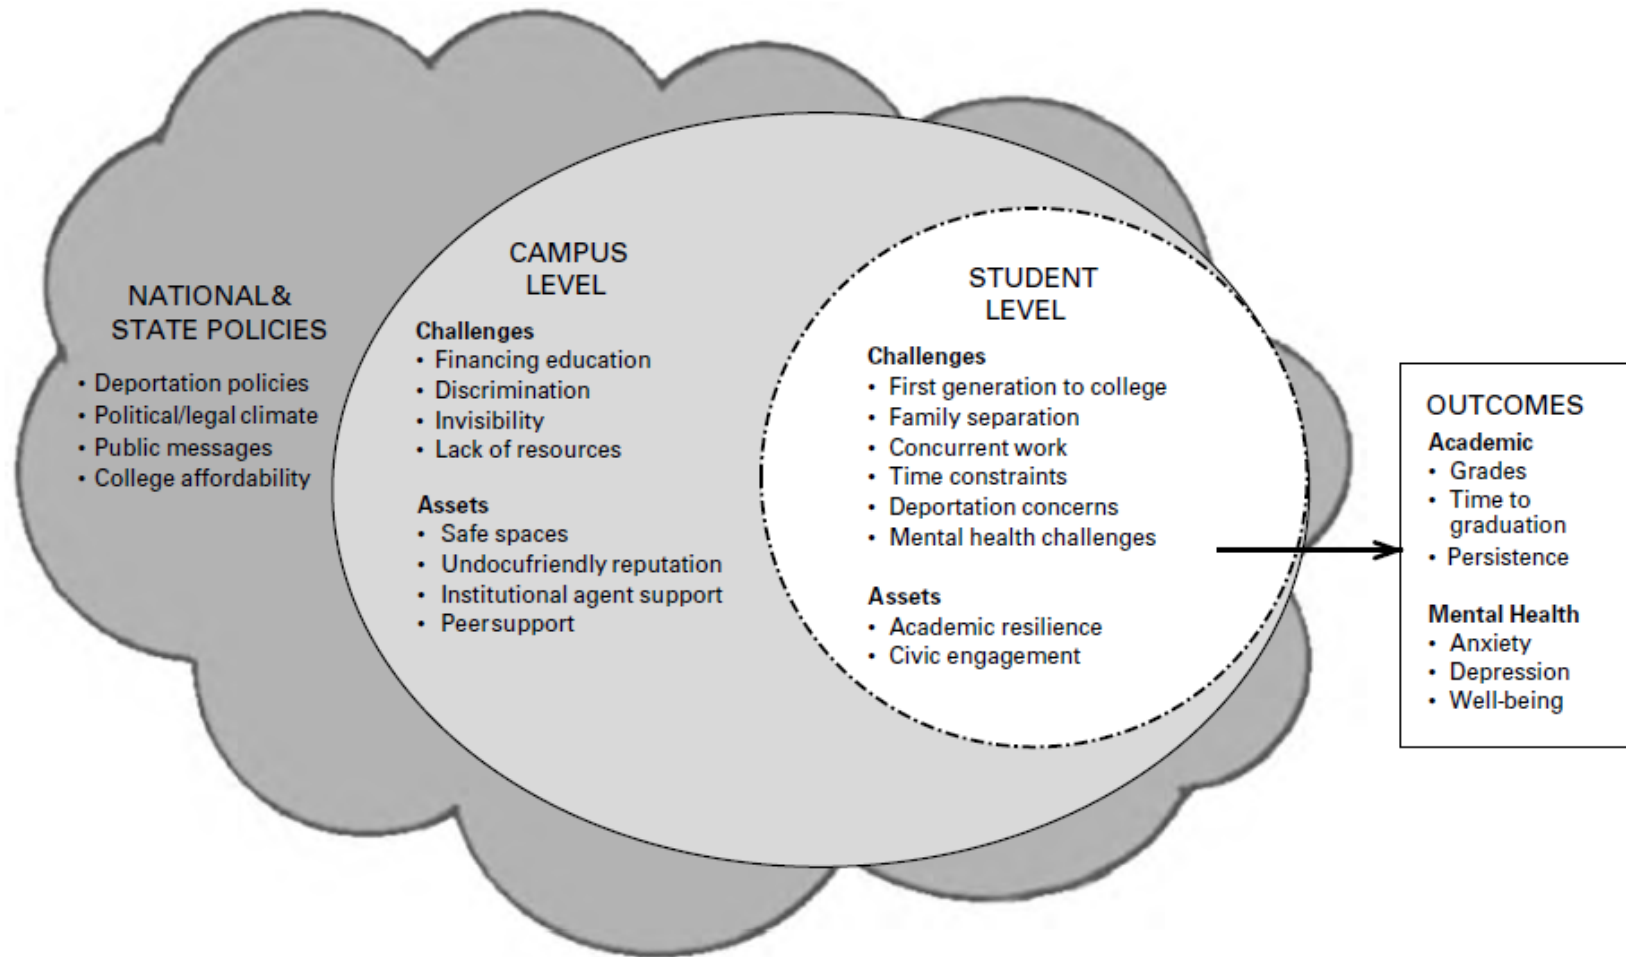 NATIONAL &
STATE POLICIES
• Deportation policies
• Political/legal climate
• Public messages
• College affordability
CAMPUS
LEVEL
Challenges
• Financing education
• Discrimination
• Invisibility
• Lack of resources
Assets
• Safe spaces
• Undocufriendly reputation
• Institutional agent support
• Peer support
STUDENT
LEVEL
Challenges
• First generation to college
• Family separation
• Concurrent work
• Time constraints
• Deportation concerns
• Mental health challenges
Assets
• Academic resilience
• Civic engagement
OUTCOMES
Academic
• Grades
• Time to
graduation
• Persistence
Mental Health
• Anxiety
• Depression
• Well-being